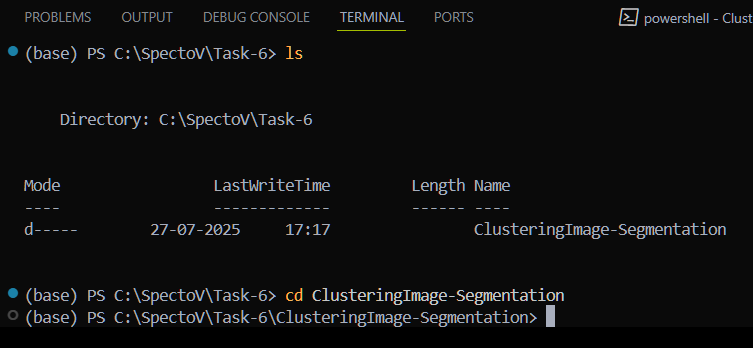 PROBLEMS OUTPUT DEBUG CONSOLE TERMINAL PORTS powershell - Clust
(base) PS C:\SpectoV\Task-6> ls
Directory: C:\SpectoV\Task-6
Mode LastWriteTime Length Name
---- ------------- ------ ----
d----- 27-07-2025 17:17 ClusteringImage-Segmentation
(base) PS C:\SpectoV\Task-6> cd ClusteringImage-Segmentation
(base) PS C:\SpectoV\Task-6\ClusteringImage-Segmentation>